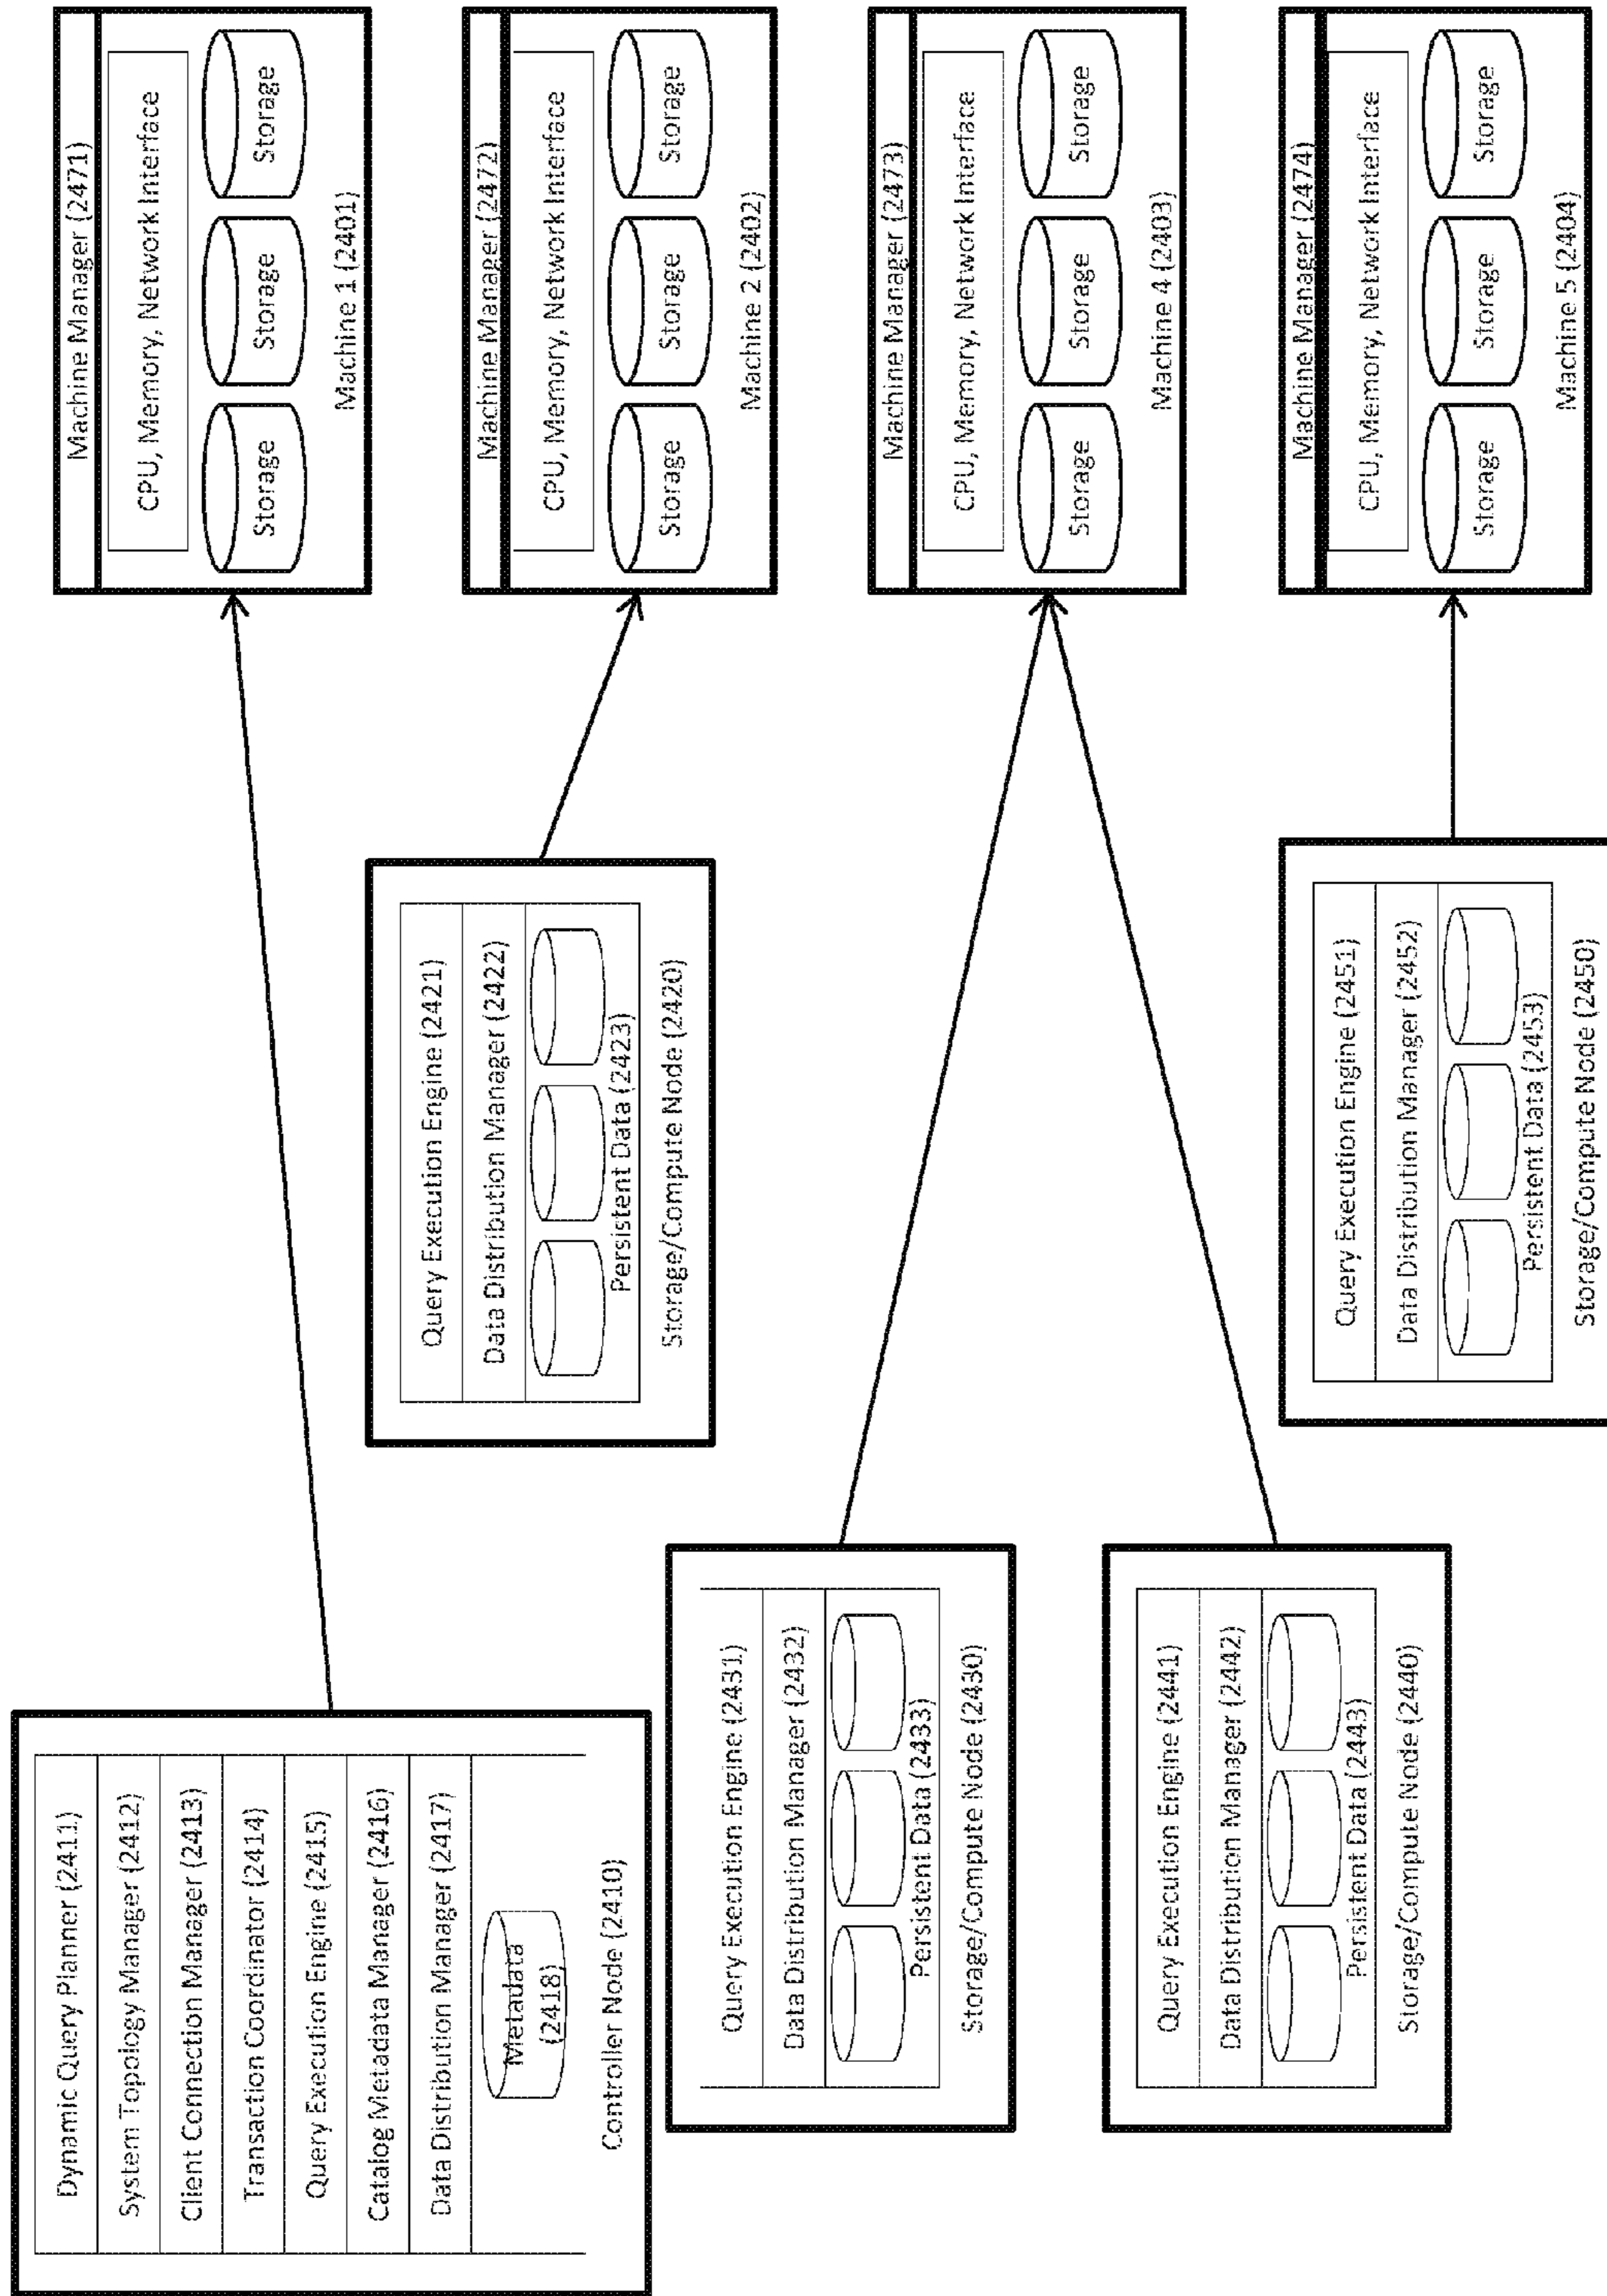 Dynamic Query Planner (2411)
System Topology Manager (2412)
Client Connection Manager (2413)
Transaction Coordinator (2414)
Query Execution Engine (2415)
Catalog Metadata Manager (2416)
Data Distribution Manager (2417)
Metadata
(2418)
Controller Node (2410)
Query Execution Engine (2431)
Data Distribution Manager (2432)
Persistent Data (2433)
Storage/Compute Node (2430)
Query Execution Engine (2441)
Data Distribution Manager (2442)
Persistent Data (2443)
Storage/Compute Node (2440)
Query Execution Engine (2421)
Data Distribution Manager (2422)
Persistent Data (2423)
Storage/Compute Node (2420)
Query Execution Engine (2451)
Data Distribution Manager (2452)
Persistent Data (2453)
Storage/Compute Node (2450)
Machine Manager (2471)
CPU, Memory, Network Interface
Storage
Storage
Storage
Machine 1 (2401)
Machine Manager (2472)
CPU, Memory, Network Interface
Storage
Storage
Storage
Machine 2 (2402)
Machine Manager (2473)
CPU, Memory, Network Interface
Storage
Storage
Storage
Machine 4 (2403)
Machine Manager (2474)
CPU, Memory, Network Interface
Storage
Storage
Storage
Machine 5 (2404)